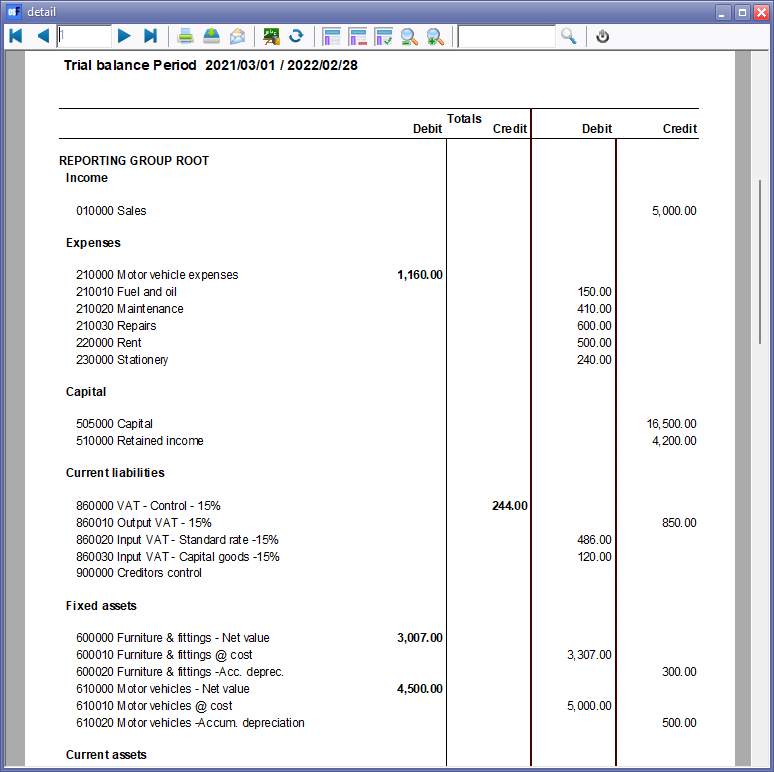 detail
1
Trial balance Period 2021/03/01 / 2022/02/28
Totals
Debit Credit Debit Credit
REPORTING GROUP ROOT
Income
010000 Sales 5,000.00
Expenses
210000 Motor vehicle expenses 1,160.00
210010 Fuel and oil 150.00
210020 Maintenance 410.00
210030 Repairs 600.00
220000 Rent 500.00
230000 Stationery 240.00
Capital
505000 Capital 16,500.00
510000 Retained income 4,200.00
Current liabilities
860000 VAT - Control - 15% 244.00
860010 Output VAT - 15% 850.00
860020 Input VAT - Standard rate -15% 486.00
860030 Input VAT - Capital goods -15% 120.00
900000 Creditors control
Fixed assets
600000 Furniture & fittings - Net value 3,007.00
600010 Furniture & fittings @ cost 3,307.00
600020 Furniture & fittings -Acc. deprec. 300.00
610000 Motor vehicles - Net value 4,500.00
610010 Motor vehicles @ cost 5,000.00
610020 Motor vehicles -Accum. depreciation 500.00
Current assets